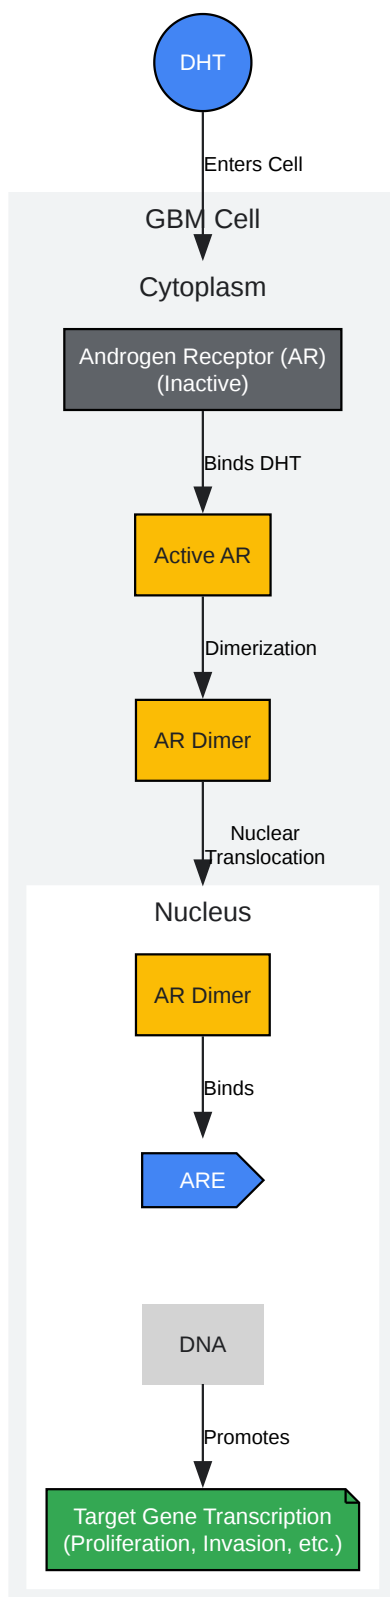 DHT
Enters Cell
GBM Cell
Cytoplasm
Androgen Receptor (AR)
(Inactive)
Binds DHT
Active AR
Dimerization
AR Dimer
Nuclear
Translocation
Nucleus
AR Dimer
Binds
ARE
DNA
Promotes
Target Gene Transcription
(Proliferation, Invasion, etc.)